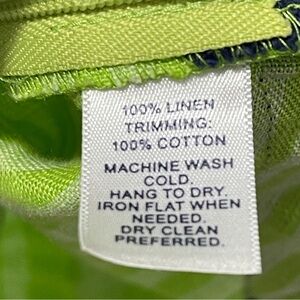 100% LINEN
TRIMMING:
100% COTTON
MACHINE WASH
COLD.
HANG TO DRY.
IRON FLAT WHEN
NEEDED.
DRY CLEAN
PREFERRED.